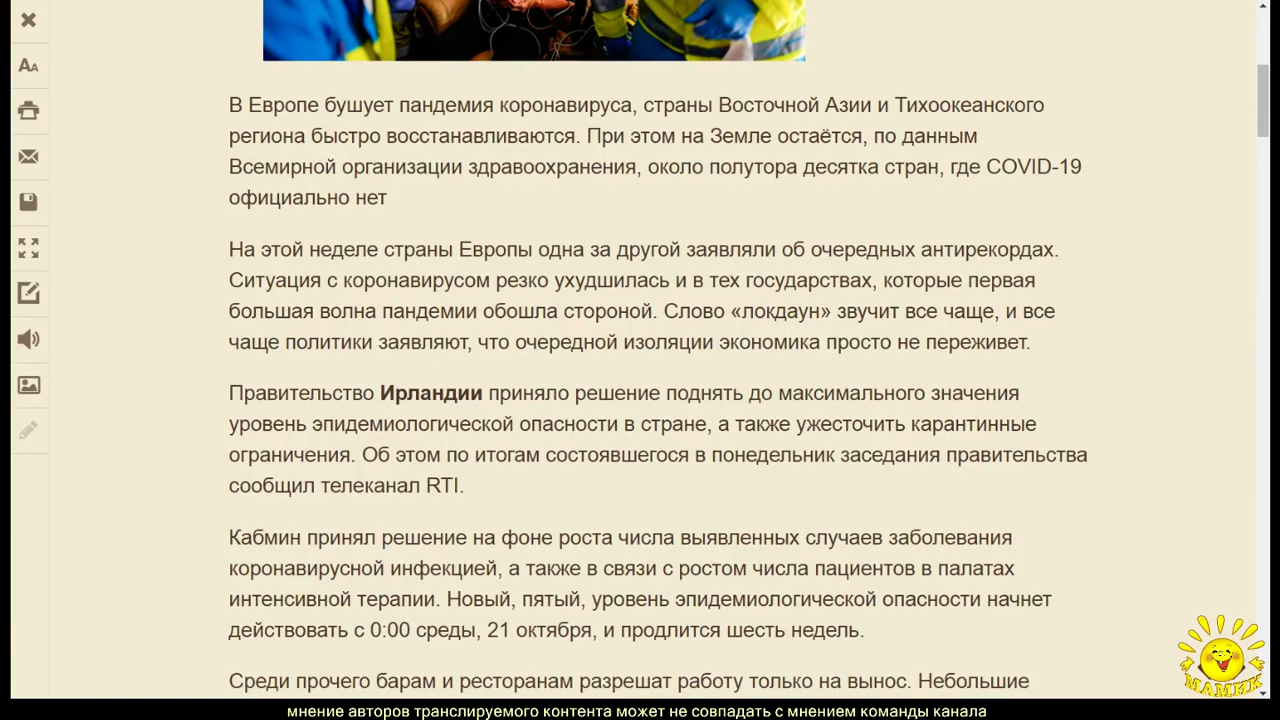 В Европе бушует пандемия коронавируса, страны Восточной Азии и Тихоокеанского
региона быстро восстанавливаются. При этом на Земле остаётся, по данным
Всемирной организации здравоохранения, около полутора десятка стран, где COVID-19
официально нет
На этой неделе страны Европы одна за другой заявляли об очередных антирекордах.
Ситуация с коронавирусом резко ухудшилась и в тех государствах, которые первая
большая волна пандемии обошла стороной. Слово «локдаун» звучит все чаще, и все
чаще политики заявляют, что очередной изоляции экономика просто не переживет.
Правительство Ирландии приняло решение поднять до максимального значения
уровень эпидемиологической опасности в стране, а также ужесточить карантинные
ограничения. Об этом по итогам состоявшегося в понедельник заседания правительства
сообщил телеканал RTI.
Кабмин принял решение на фоне роста числа выявленных случаев заболевания
коронавирусной инфекцией, а также в связи с ростом числа пациентов в палатах
интенсивной терапии. Новый, пятый, уровень эпидемиологической опасности начнет
действовать с 0:00 среды, 21 октября, и продлится шесть недель.
Среди прочего барам и ресторанам разрешат работу только на вынос. Небольшие
МАМИК
мнение авторов транслируемого контента может не совпадать с мнением команды канала